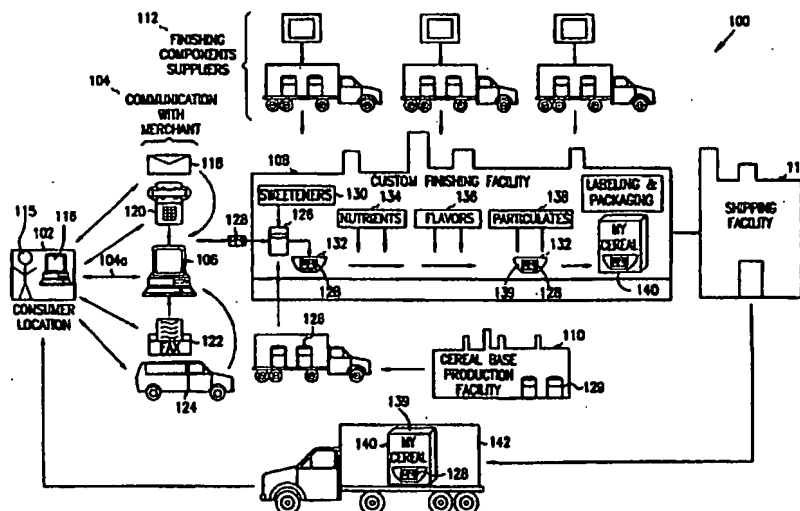 112
FINISHING
COMPONENTS
SUPPLIERS
100
104
COMMUNICATION
WITH
MERCHANT
118
120
115
102
116
104a
106
CONSUMER
LOCATION
FAX
122
124
128
108
CUSTOM FINISHING FACILITY
SWEETENERS
130
134
NUTRIENTS
136
FLAVORS
138
PARTICULATES
LABELING &
PACKAGING
126
132
128
132
139
128
MY
CEREAL
140
SHIPPING
FACILITY
128
110
CEREAL BASE
PRODUCTION
FACILITY
129
139
140
MY
CEREAL
128
142